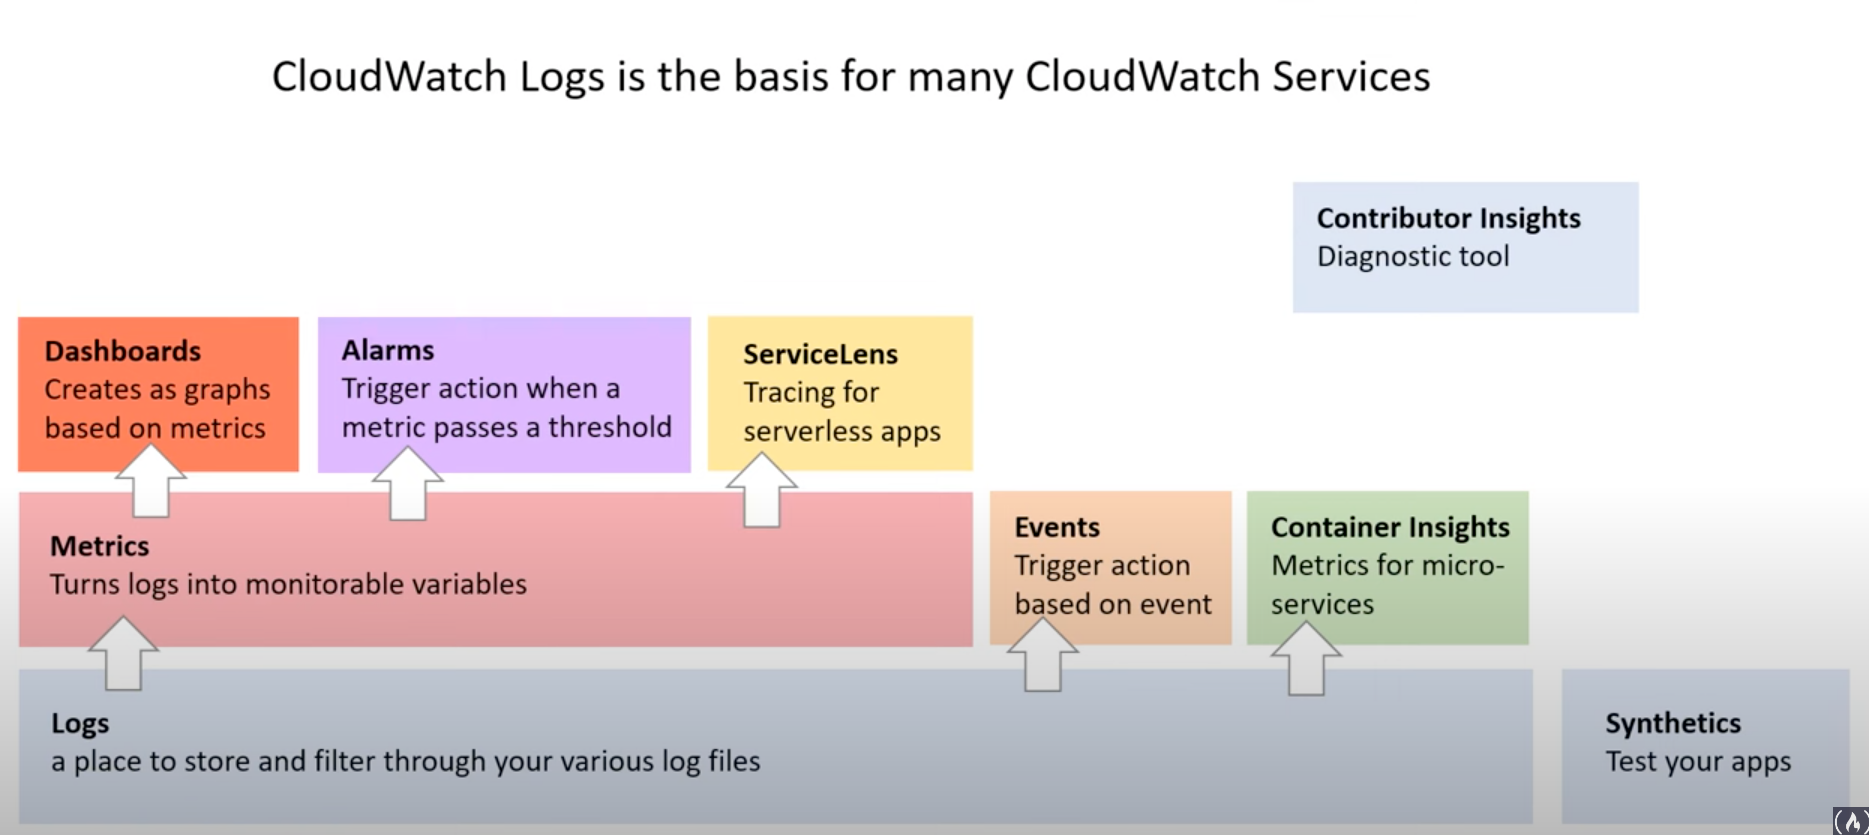 CloudWatch Logs is the basis for many CloudWatch Services
Contributor Insights
Diagnostic tool
Dashboards
Creates as graphs
based on metrics
Alarms
Trigger action when a
metric passes a threshold
ServiceLens
Tracing for
serverless apps
Metrics
Turns logs into monitorable variables
Events
Trigger action
based on event
Container Insights
Metrics for micro-
services
Logs
a place to store and filter through your various log files
Synthetics
Test your apps